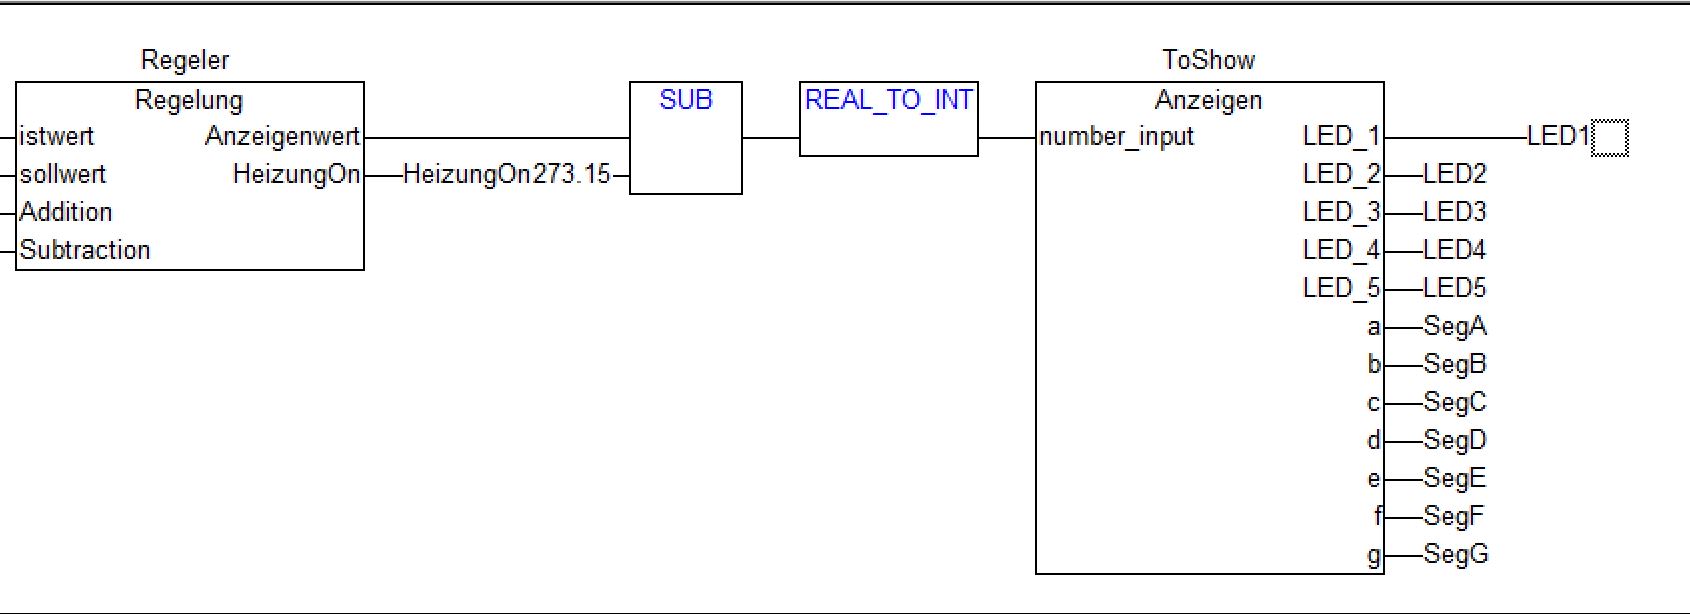 Regeler ToShow
Regelung SUB REAL_TO_INT Anzeigen
istwert Anzeigenwert number_input LED_1 LED1
sollwert HeizungOn HeizungOn 273.15 LED_2 LED2
Addition LED_3 LED3
Subtraction LED_4 LED4
LED_5 LED5
a SegA
b SegB
c SegC
d SegD
e SegE
f SegF
g SegG